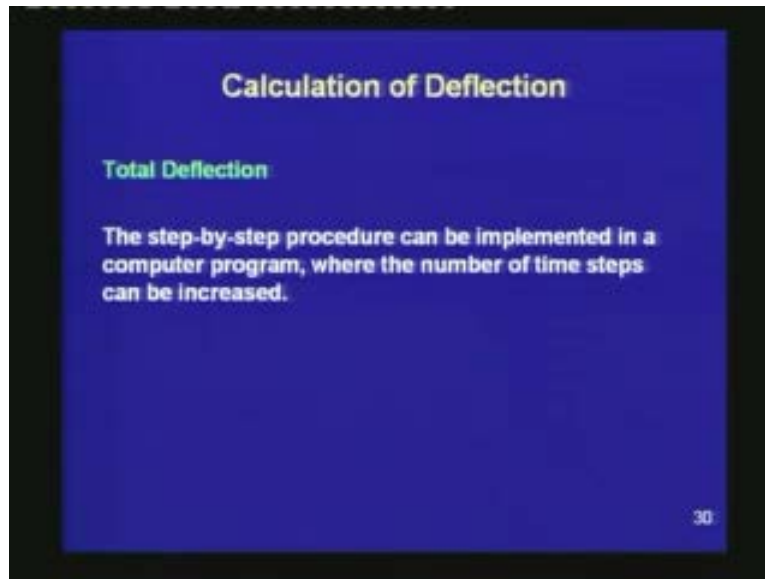 Calculation of Deflection
Total Deflection
The step-by-step procedure can be implemented in a
computer program, where the number of time steps
can be increased.
30